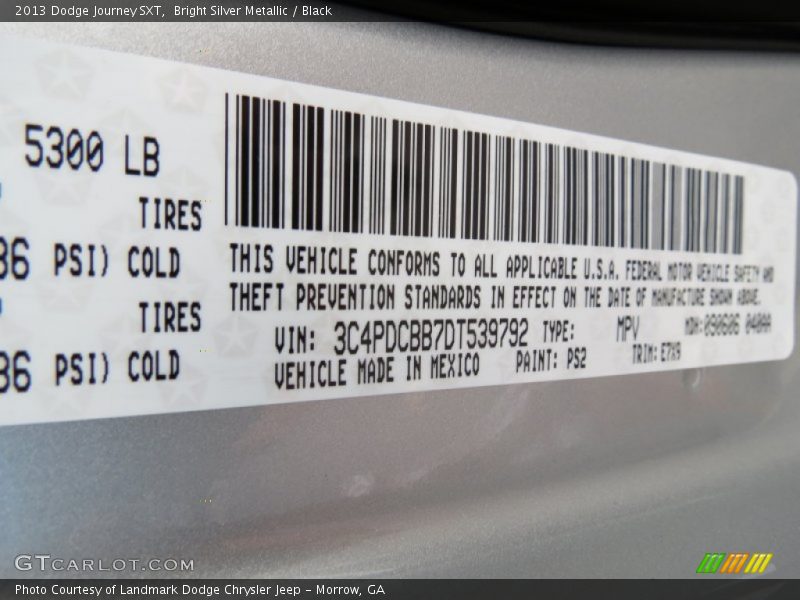 2013 Dodge Journey SXT, Bright Silver Metallic / Black
5300 LB
TIRES
PSI) COLD
TIRES
PSI) COLD
THIS VEHICLE CONFORMS TO ALL APPLICABLE U.S.A. FEDERAL MOTOR VEHICLE SAFETY AND
THEFT PREVENTION STANDARDS IN EFFECT ON THE DATE OF MANUFACTURE SHOWN ABOVE.
VIN: 3C4PDCBB7DT539792 TYPE: MPV
VEHICLE MADE IN MEXICO PAINT: PS2 TRIM: E7X9
GTCARLOT.COM
Photo Courtesy of Landmark Dodge Chrysler Jeep - Morrow, GA